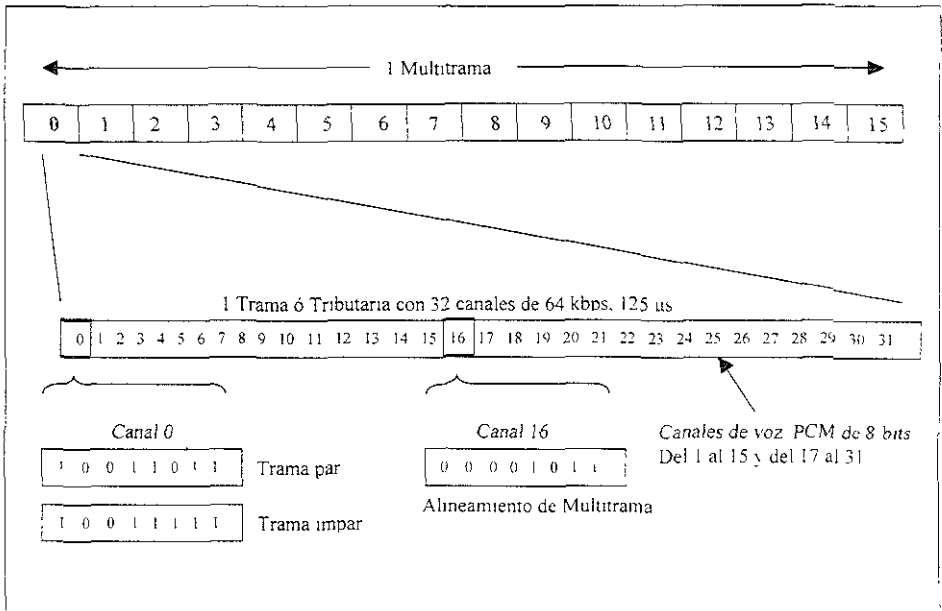 1 Multitrama
0 1 2 3 4 5 6 7 8 9 10 11 12 13 14 15
1 Trama ó Tributaria con 32 canales de 64 kbps. 125 us
0 1 2 3 4 5 6 7 8 9 10 11 12 13 14 15 16 17 18 19 20 21 22 23 24 25 26 27 28 29 30 31
Canal 0
1 0 0 1 1 0 1 1 Trama par
1 0 0 1 1 1 1 1 Trama impar
Canal 16
0 0 0 0 1 0 1 1
Alineamiento de Multitrama
Canales de voz PCM de 8 bits
Del 1 al 15 y del 17 al 31